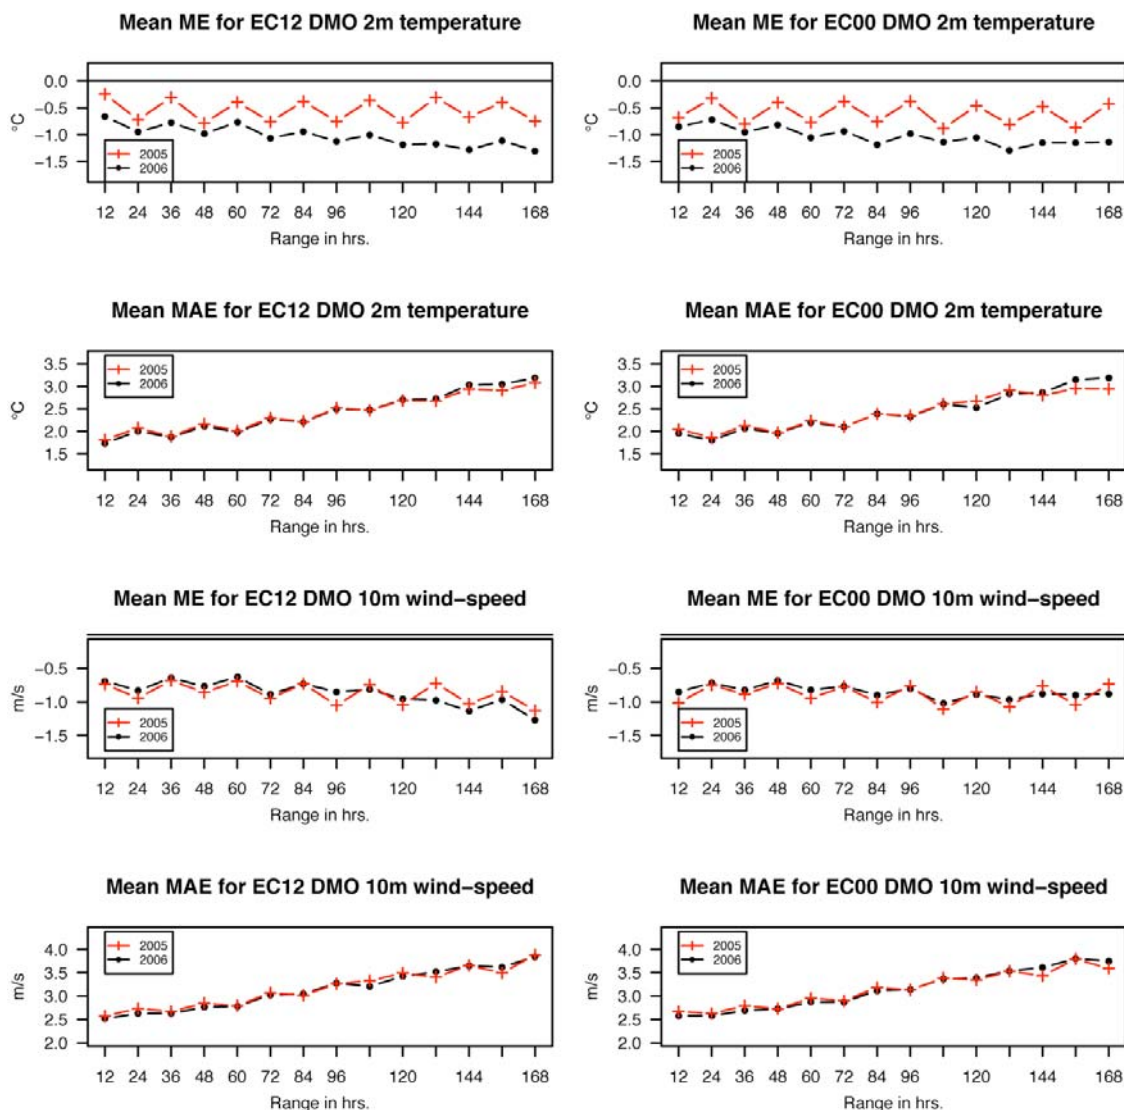 Mean ME for EC12 DMO 2m temperature
0.0
−0.5
−1.0
−1.5
°C
2005
2006
12 24 36 48 60 72 84 96 120 144 168
Range in hrs.
Mean ME for EC00 DMO 2m temperature
0.0
−0.5
−1.0
−1.5
°C
2005
2006
12 24 36 48 60 72 84 96 120 144 168
Range in hrs.
Mean MAE for EC12 DMO 2m temperature
3.5
3.0
2.5
2.0
1.5
°C
2005
2006
12 24 36 48 60 72 84 96 120 144 168
Range in hrs.
Mean MAE for EC00 DMO 2m temperature
3.5
3.0
2.5
2.0
1.5
°C
2005
2006
12 24 36 48 60 72 84 96 120 144 168
Range in hrs.
Mean ME for EC12 DMO 10m wind−speed
−0.5
−1.0
−1.5
m/s
2005
2006
12 24 36 48 60 72 84 96 120 144 168
Range in hrs.
Mean ME for EC00 DMO 10m wind−speed
−0.5
−1.0
−1.5
m/s
2005
2006
12 24 36 48 60 72 84 96 120 144 168
Range in hrs.
Mean MAE for EC12 DMO 10m wind−speed
4.0
3.5
3.0
2.5
2.0
m/s
2005
2006
12 24 36 48 60 72 84 96 120 144 168
Range in hrs.
Mean MAE for EC00 DMO 10m wind−speed
4.0
3.5
3.0
2.5
2.0
m/s
2005
2006
12 24 36 48 60 72 84 96 120 144 168
Range in hrs.